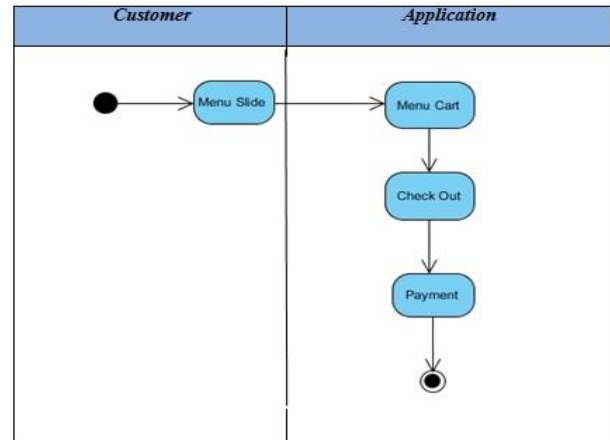 Customer
Application
Menu Slide
Menu Cart
Check Out
Payment